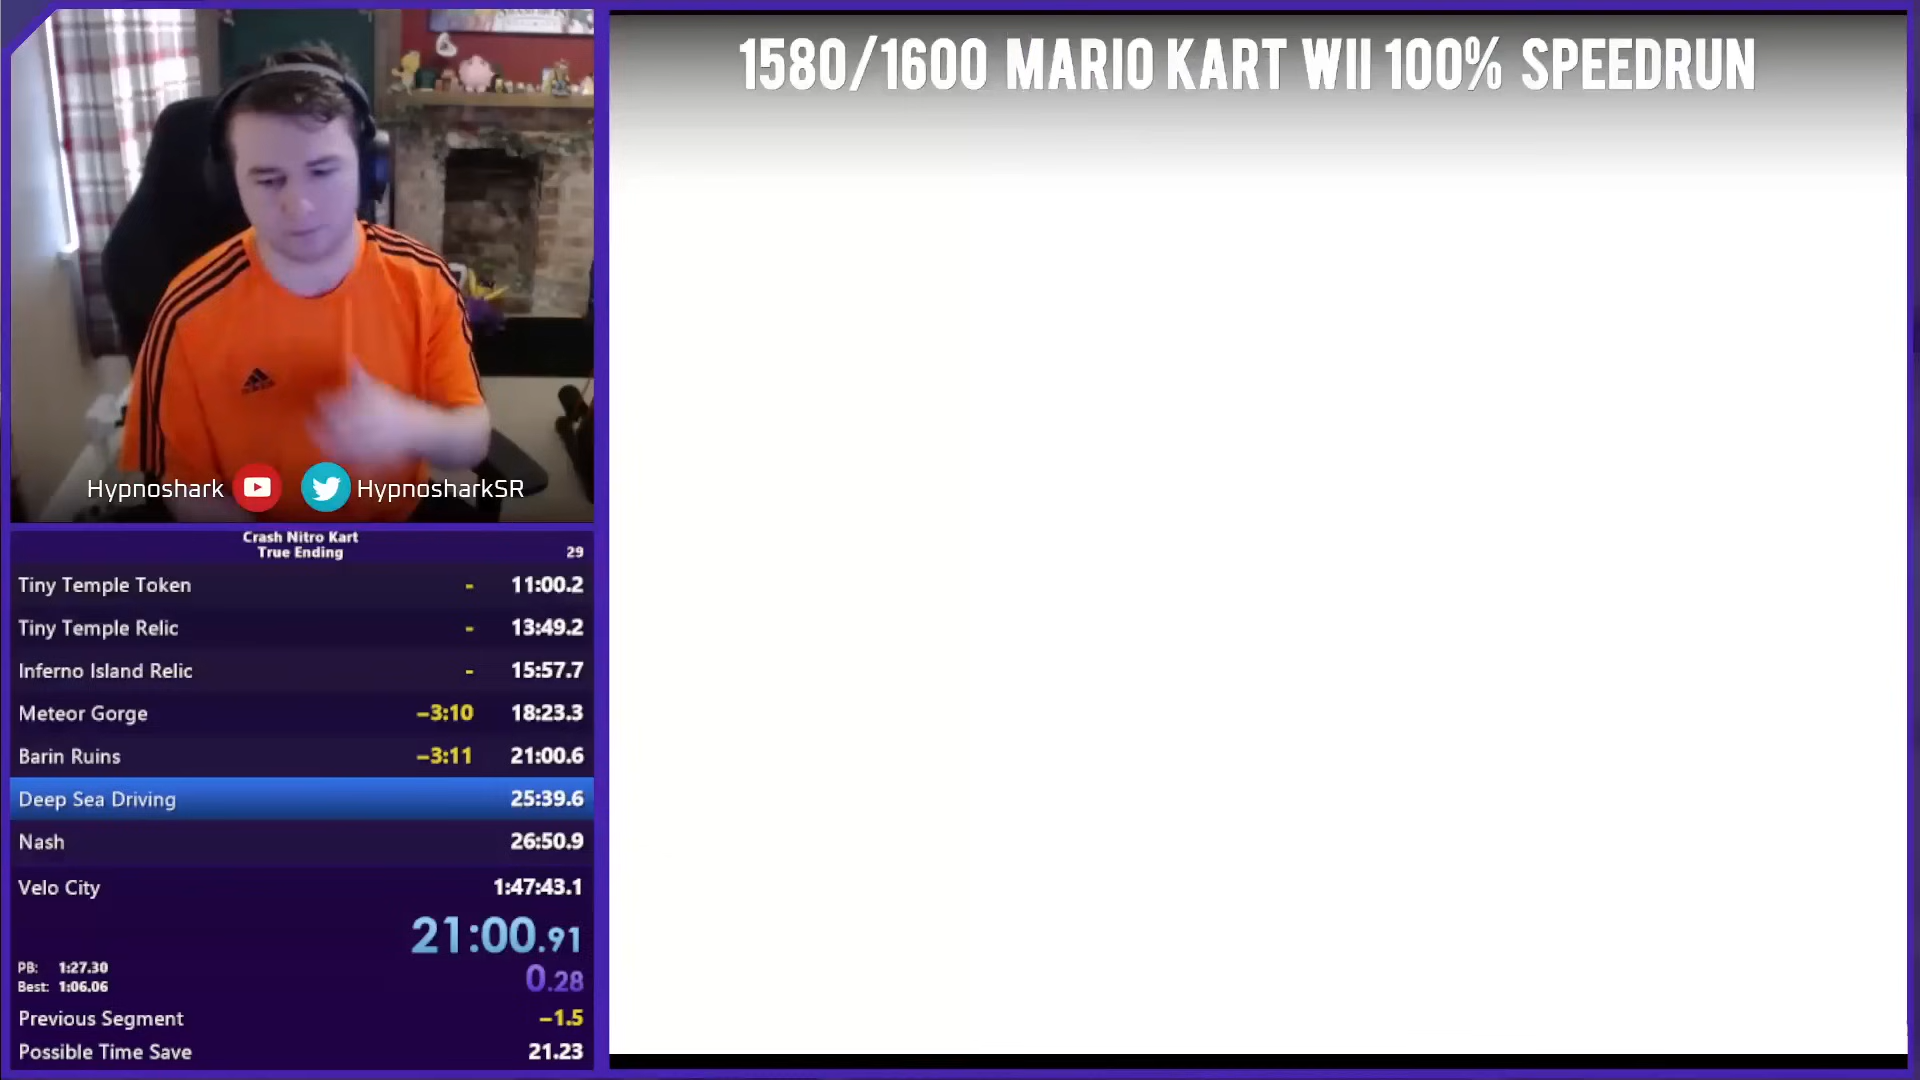 1580/1600 MARIO KART WII 100% SPEEDRUN
Hypnoshark HypnosharkSR
Crash Nitro Kart
True Ending 29
Tiny Temple Token - 11:00.2
Tiny Temple Relic - 13:49.2
Inferno Island Relic - 15:57.7
Meteor Gorge −3:10 18:23.3
Barin Ruins −3:11 21:00.6
Deep Sea Driving 25:39.6
Nash 26:50.9
Velo City 1:47:43.1
21:00.91
PB: 1:27.30
0.28
Best: 1:06.06
Previous Segment −1.5
Possible Time Save 21.23